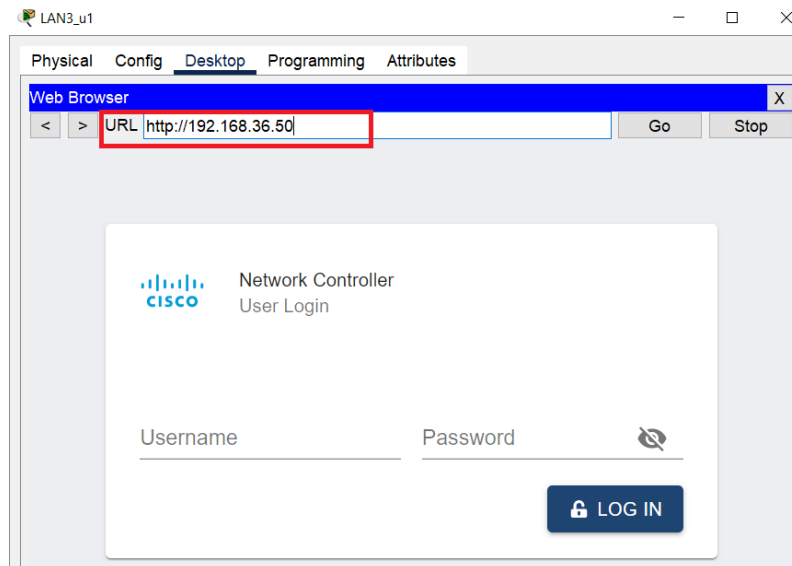 LAN3_u1
Physical Config Desktop Programming Attributes
Web Browser X
< > URL http://192.168.36.50 Go Stop
CISCO
Network Controller
User Login
Username Password
LOG IN